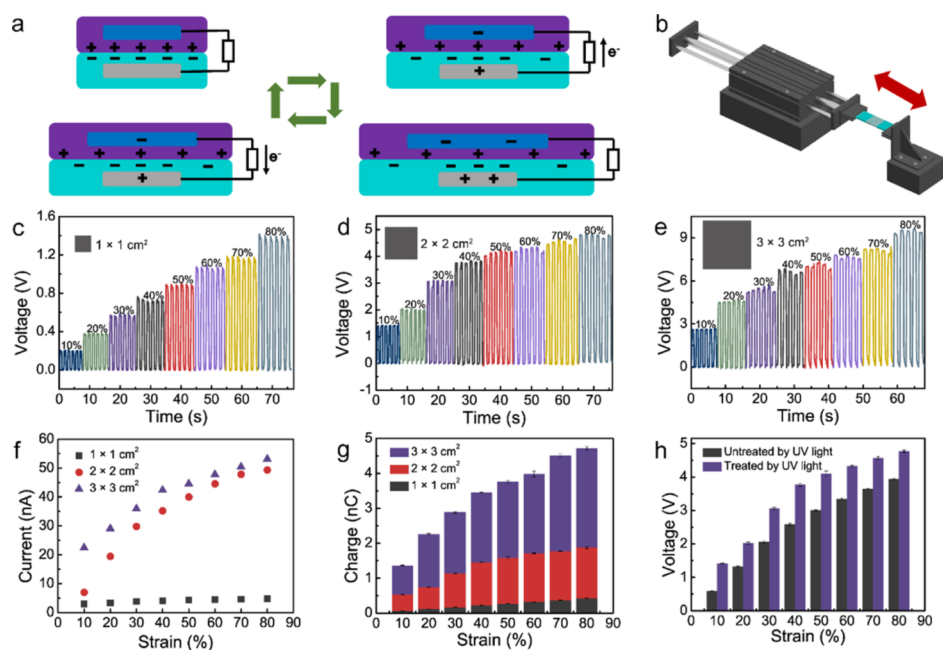 a
b
+ + + + +
- - - - -
-
+ + + + +
- - - - -
+
e-
-
+ + + + +
- - - - -
+
e-
- -
+ + + + +
- - - - -
+ +
c
1 × 1 cm²
Voltage (V)
1.6
1.2
0.8
0.4
0.0
10%
20%
30%
40%
50%
60%
70%
80%
0 10 20 30 40 50 60 70
Time (s)
d
2 × 2 cm²
Voltage (V)
5
4
3
2
1
0
-1
10%
20%
30%
40%
50%
60%
70%
80%
0 10 20 30 40 50 60 70
Time (s)
e
3 × 3 cm²
Voltage (V)
9
6
3
0
10%
20%
30%
40%
50%
60%
70%
80%
0 10 20 30 40 50 60
Time (s)
f
1 × 1 cm²
2 × 2 cm²
3 × 3 cm²
Current (nA)
60
50
40
30
20
10
0
0 10 20 30 40 50 60 70 80 90
Strain (%)
g
3 × 3 cm²
2 × 2 cm²
1 × 1 cm²
Charge (nC)
5
4
3
2
1
0
0 10 20 30 40 50 60 70 80 90
Strain (%)
h
Untreated by UV light
Treated by UV light
Voltage (V)
5
4
3
2
1
0
0 10 20 30 40 50 60 70 80 90
Strain (%)